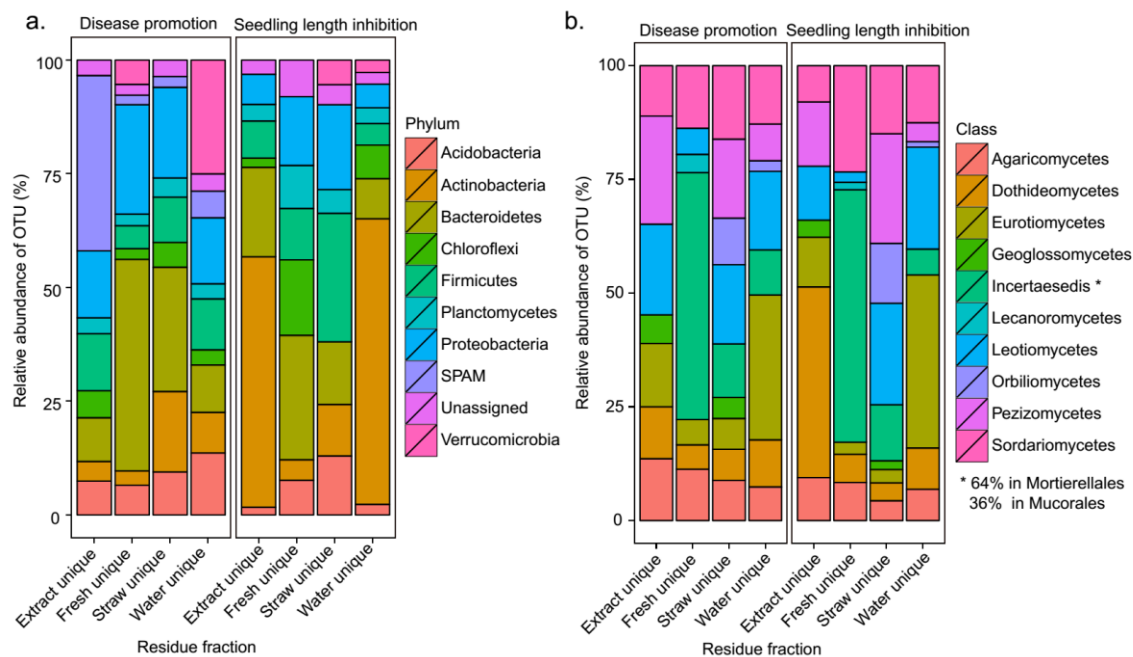 a.
Disease promotion
Seedling length inhibition
100
75
50
25
0
Relative abundance of OTU (%)
Extract unique
Fresh unique
Straw unique
Water unique
Extract unique
Fresh unique
Straw unique
Water unique
Residue fraction
Phylum
Acidobacteria
Actinobacteria
Bacteroidetes
Chloroflexi
Firmicutes
Planctomycetes
Proteobacteria
SPAM
Unassigned
Verrucomicrobia
b.
Disease promotion
Seedling length inhibition
100
75
50
25
0
Relative abundance of OTU (%)
Extract unique
Fresh unique
Straw unique
Water unique
Extract unique
Fresh unique
Straw unique
Water unique
Residue fraction
Class
Agaricomycetes
Dothideomycetes
Eurotiomycetes
Geoglossomycetes
Incertaesedis *
Lecanoromycetes
Leotiomycetes
Orbiliomycetes
Pezizomycetes
Sordariomycetes
* 64% in Mortierellales
36% in Mucorales